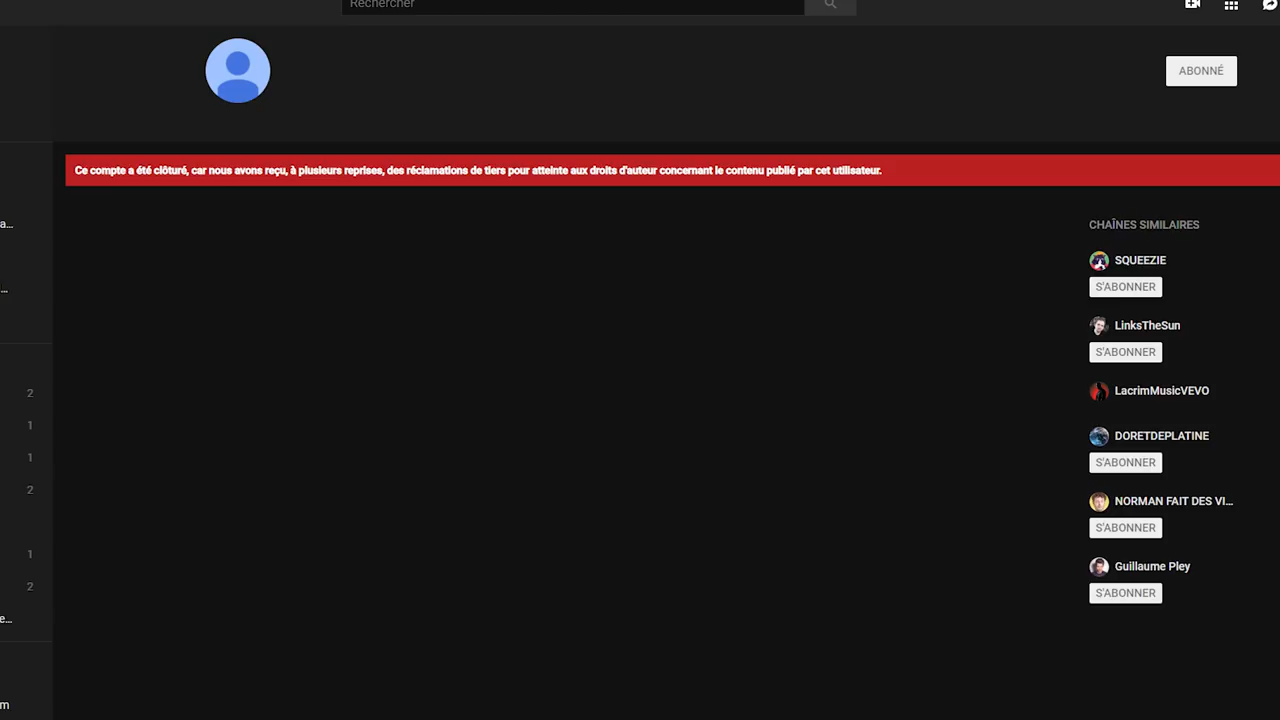 Rechercher
ABONNÉ
Ce compte a été clôturé, car nous avons reçu, à plusieurs reprises, des réclamations de tiers pour atteinte aux droits d'auteur concernant le contenu publié par cet utilisateur.
a...
...
2
1
1
2
1
2
e...
m
CHAÎNES SIMILAIRES
SQUEEZIE
S'ABONNER
LinksTheSun
S'ABONNER
LacrimMusicVEVO
DORETDEPLATINE
S'ABONNER
NORMAN FAIT DES VI...
S'ABONNER
Guillaume Pley
S'ABONNER